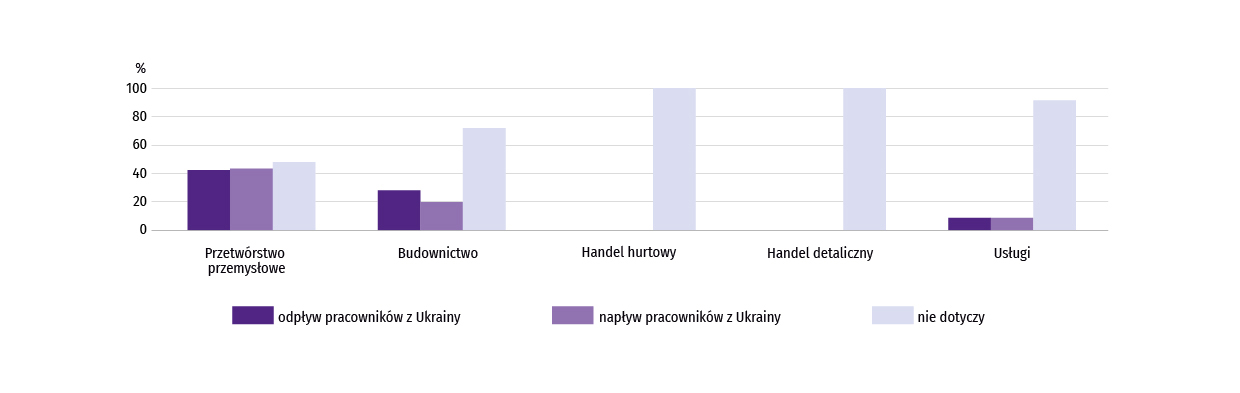 %
100
80
60
40
20
0
Przetwórstwo
przemysłowe
Budownictwo
Handel hurtowy
Handel detaliczny
Usługi
odpływ pracowników z Ukrainy
napływ pracowników z Ukrainy
nie dotyczy